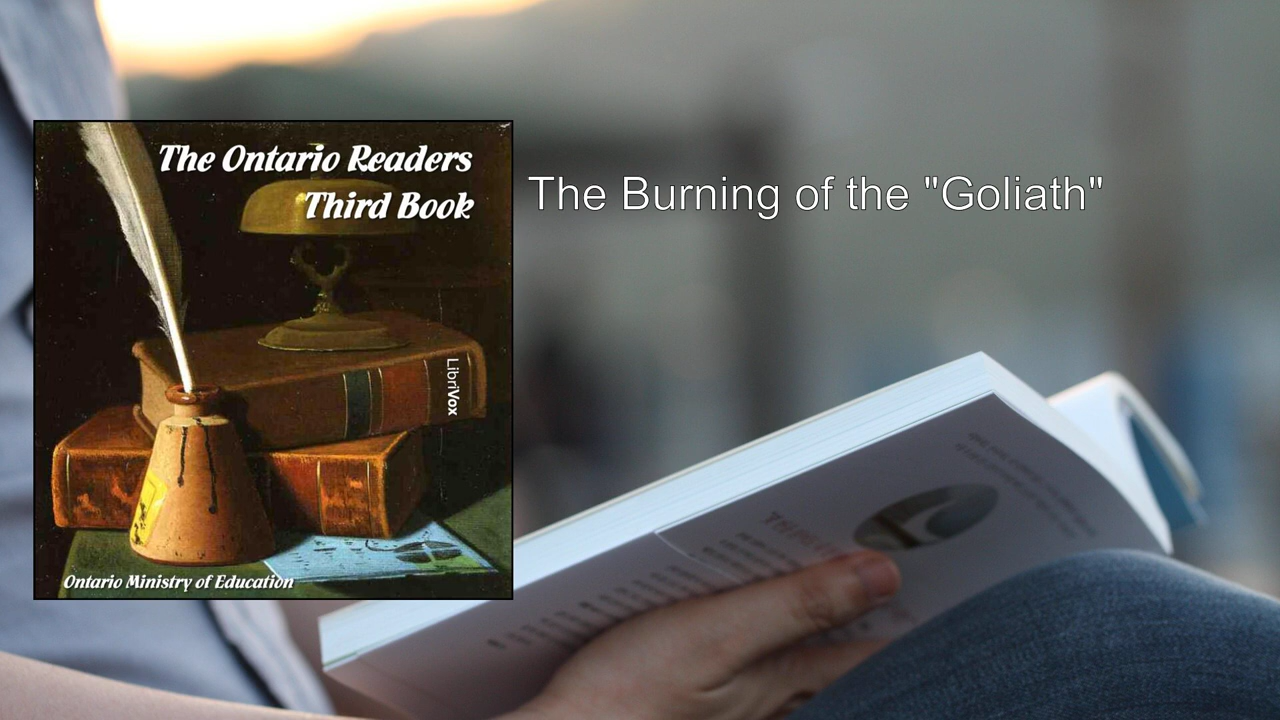 The Ontario Readers
Third Book
The Burning of the "Goliath"
LibriVox
Ontario Ministry of Education